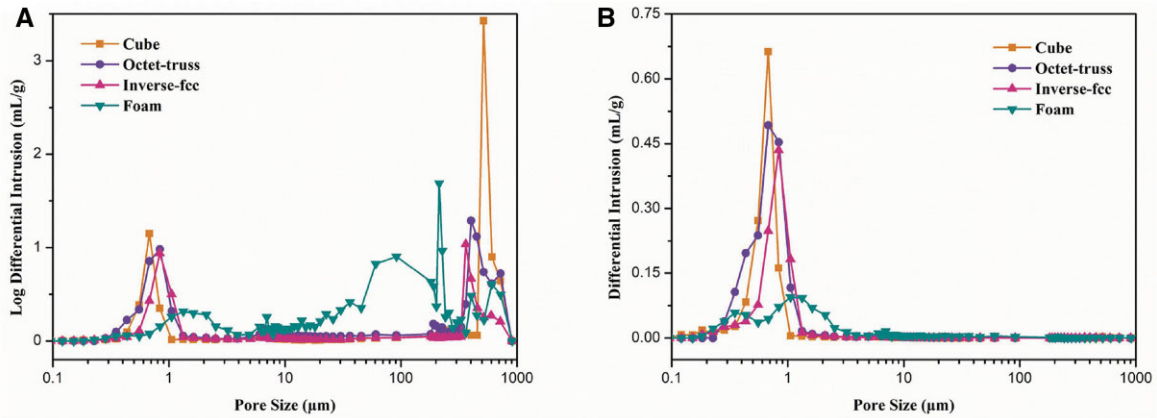 A
Log Differential Intrusion (mL/g)
3
2
1
0
Cube
Octet-truss
Inverse-fcc
Foam
0.1
1
10
100
1000
Pore Size (µm)
B
Differential Intrusion (mL/g)
0.75
0.60
0.45
0.30
0.15
0.00
Cube
Octet-truss
Inverse-fcc
Foam
0.1
1
10
100
1000
Pore Size (µm)